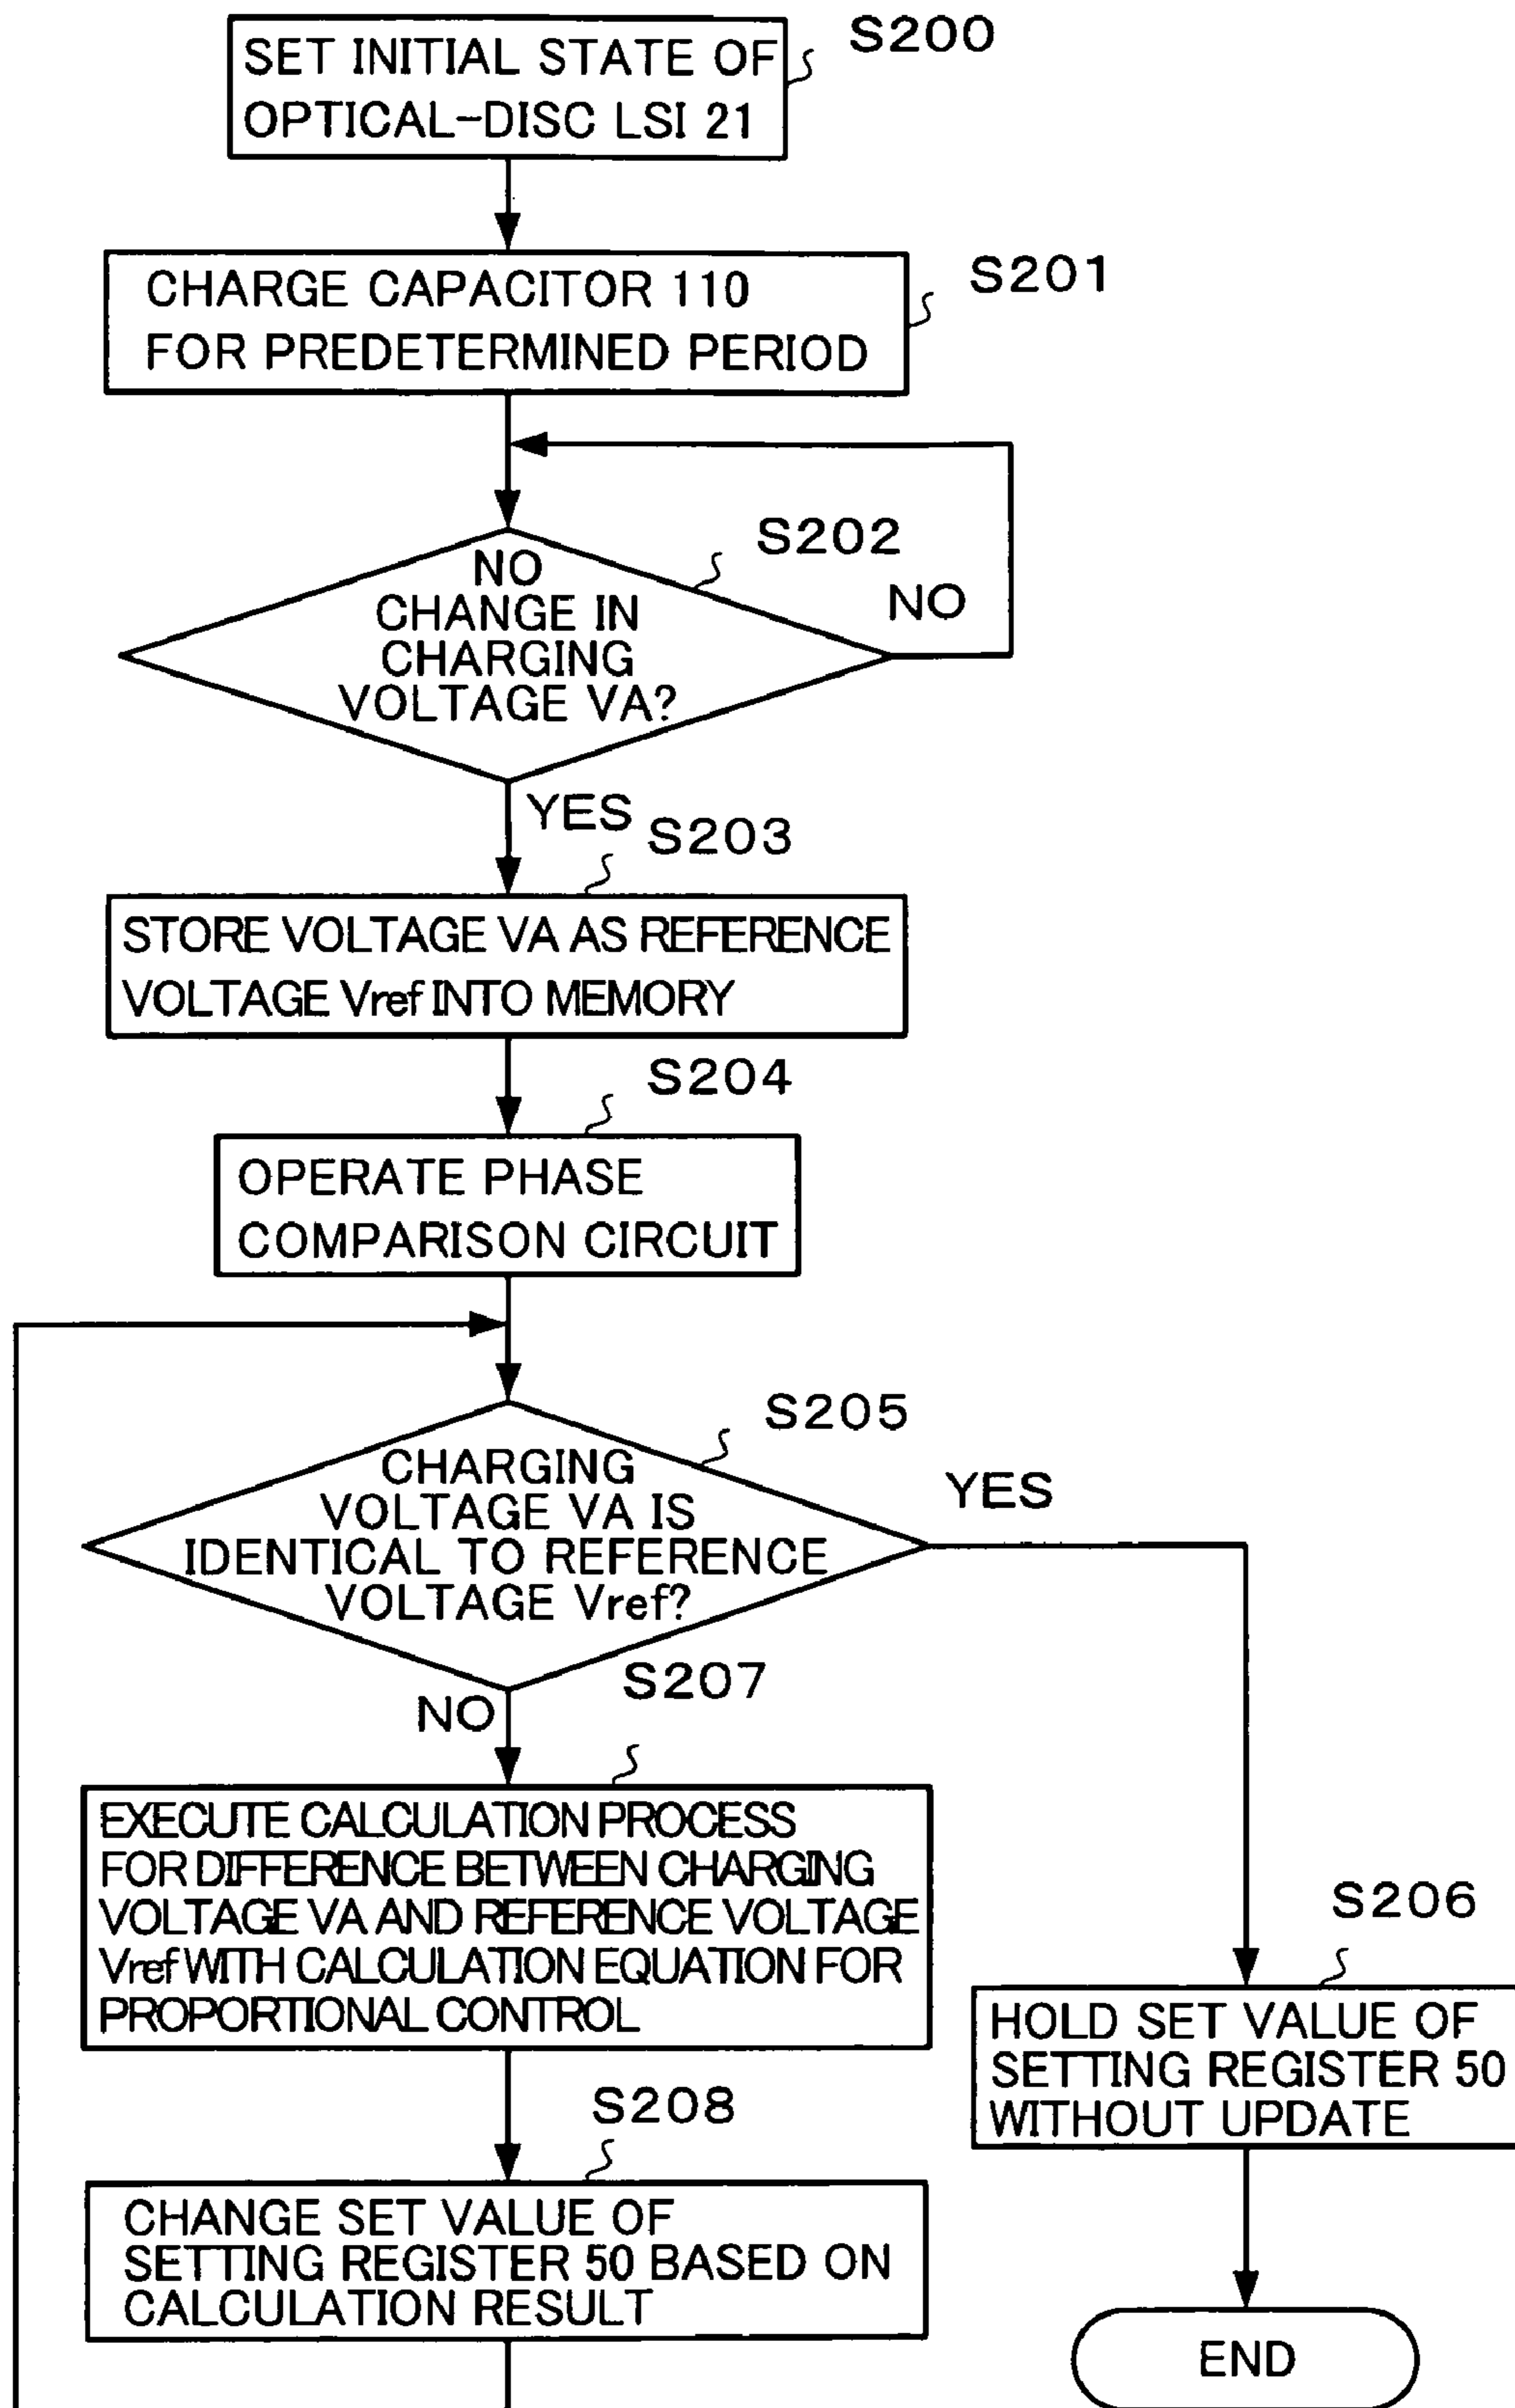 S200
SET INITIAL STATE OF
OPTICAL-DISC LSI 21
S201
CHARGE CAPACITOR 110
FOR PREDETERMINED PERIOD
S202
NO
CHANGE IN
CHARGING
VOLTAGE VA?
NO
YES
S203
STORE VOLTAGE VA AS REFERENCE
VOLTAGE Vref INTO MEMORY
S204
OPERATE PHASE
COMPARISON CIRCUIT
S205
CHARGING
VOLTAGE VA IS
IDENTICAL TO REFERENCE
VOLTAGE Vref?
YES
NO
S207
EXECUTE CALCULATION PROCESS
FOR DIFFERENCE BETWEEN CHARGING
VOLTAGE VA AND REFERENCE VOLTAGE
Vref WITH CALCULATION EQUATION FOR
PROPORTIONAL CONTROL
S206
HOLD SET VALUE OF
SETTING REGISTER 50
WITHOUT UPDATE
S208
CHANGE SET VALUE OF
SETTING REGISTER 50 BASED ON
CALCULATION RESULT
END